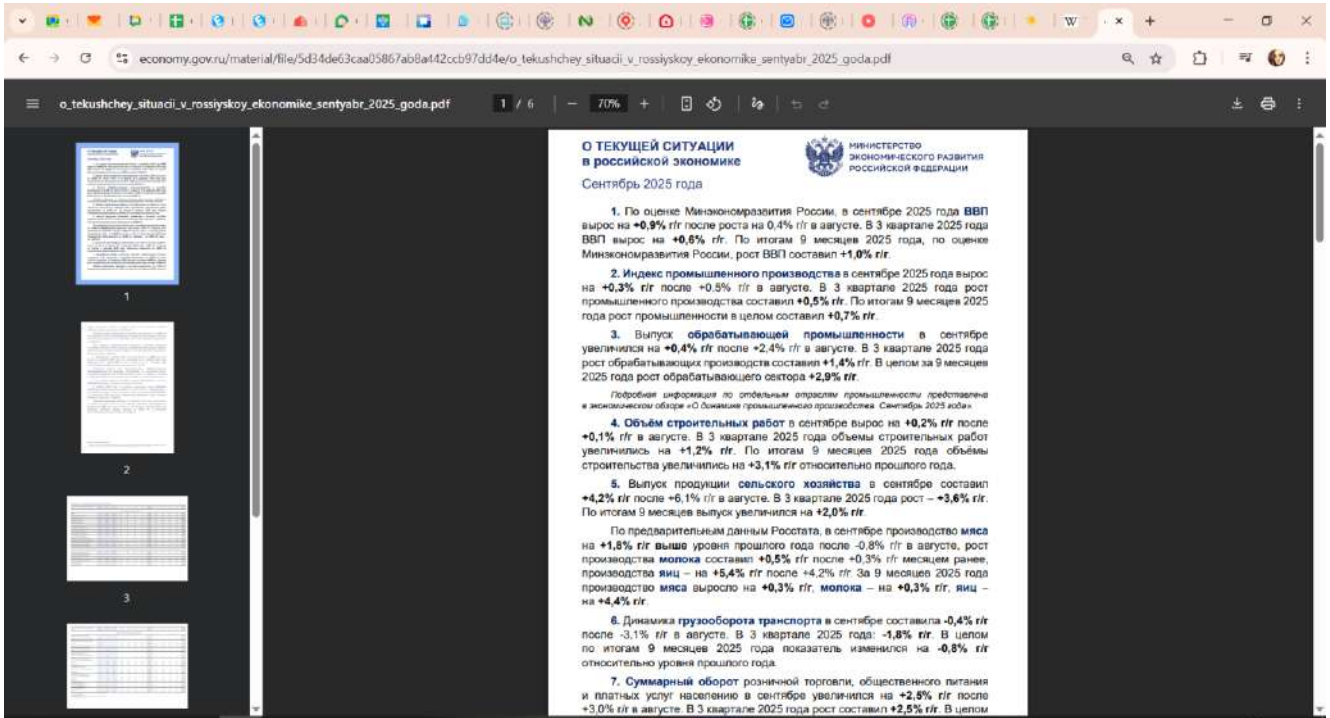 W
economy.gov.ru/material/file/5d34de63caa05867ab8a442ccb97dd4e/o_tekushchey_situacii_v_rossiyskoy_ekonomike_sentyabr_2025_goda.pdf
o_tekushchey_situacii_v_rossiyskoy_ekonomike_sentyabr_2025_goda.pdf
1 / 6
70%
1
2
3
О ТЕКУЩЕЙ СИТУАЦИИ
в российской экономике
Сентябрь 2025 года
МИНИСТЕРСТВО
ЭКОНОМИЧЕСКОГО РАЗВИТИЯ
РОССИЙСКОЙ ФЕДЕРАЦИИ
1. По оценке Минэкономразвития России, в сентябре 2025 года ВВП
вырос на +0,9% г/г после роста на 0,4% г/г в августе. В 3 квартале 2025 года
ВВП вырос на +0,6% г/г. По итогам 9 месяцев 2025 года, по оценке
Минэкономразвития России, рост ВВП составил +1,0% г/г.
2. Индекс промышленного производства в сентябре 2025 года вырос
на +0,3% г/г после +0.5% г/г в августе. В 3 квартале 2025 года рост
промышленного производства составил +0,5% г/г. По итогам 9 месяцев 2025
года рост промышленности в целом составил +0,7% г/г.
3. Выпуск обрабатывающей промышленности в сентябре
увеличился на +0,4% г/г после +2,4% г/г в августе. В 3 квартале 2025 года
рост обрабатывающих производств составил +1,4% г/г. В целом за 9 месяцев
2025 года рост обрабатывающего сектора +2,9% г/г.
Подробная информация по отдельным отраслям промышленности представлена
в экономическом обзоре «О динамике промышленного производства. Сентябрь 2025 года».
4. Объём строительных работ в сентябре вырос на +0,2% г/г после
+0,1% г/г в августе. В 3 квартале 2025 года объемы строительных работ
увеличились на +1,2% г/г. По итогам 9 месяцев 2025 года объёмы
строительства увеличились на +3,1% г/г относительно прошлого года.
5. Выпуск продукции сельского хозяйства в сентябре составил
+4,2% г/г после +6,1% г/г в августе. В 3 квартале 2025 года рост – +3,6% г/г.
По итогам 9 месяцев выпуск увеличился на +2,0% г/г.
По предварительным данным Росстата, в сентябре производство мяса
на +1,8% г/г выше уровня прошлого года после -0,8% г/г в августе, рост
производства молока составил +0,5% г/г после +0,3% г/г месяцем ранее,
производства яиц – на +5,4% г/г после +4,2% г/г. За 9 месяцев 2025 года
производство мяса выросло на +0,3% г/г, молока – на +0,3% г/г, яиц –
на +4,4% г/г.
6. Динамика грузооборота транспорта в сентябре составила -0,4% г/г
после -3,1% г/г в августе. В 3 квартале 2025 года: -1,8% г/г. В целом
по итогам 9 месяцев 2025 года показатель изменился на -0,8% г/г
относительно уровня прошлого года.
7. Суммарный оборот розничной торговли, общественного питания
и платных услуг населению в сентябре увеличился на +2,5% г/г после
+3,0% г/г в августе. В 3 квартале 2025 года рост составил +2,5% г/г. В целом